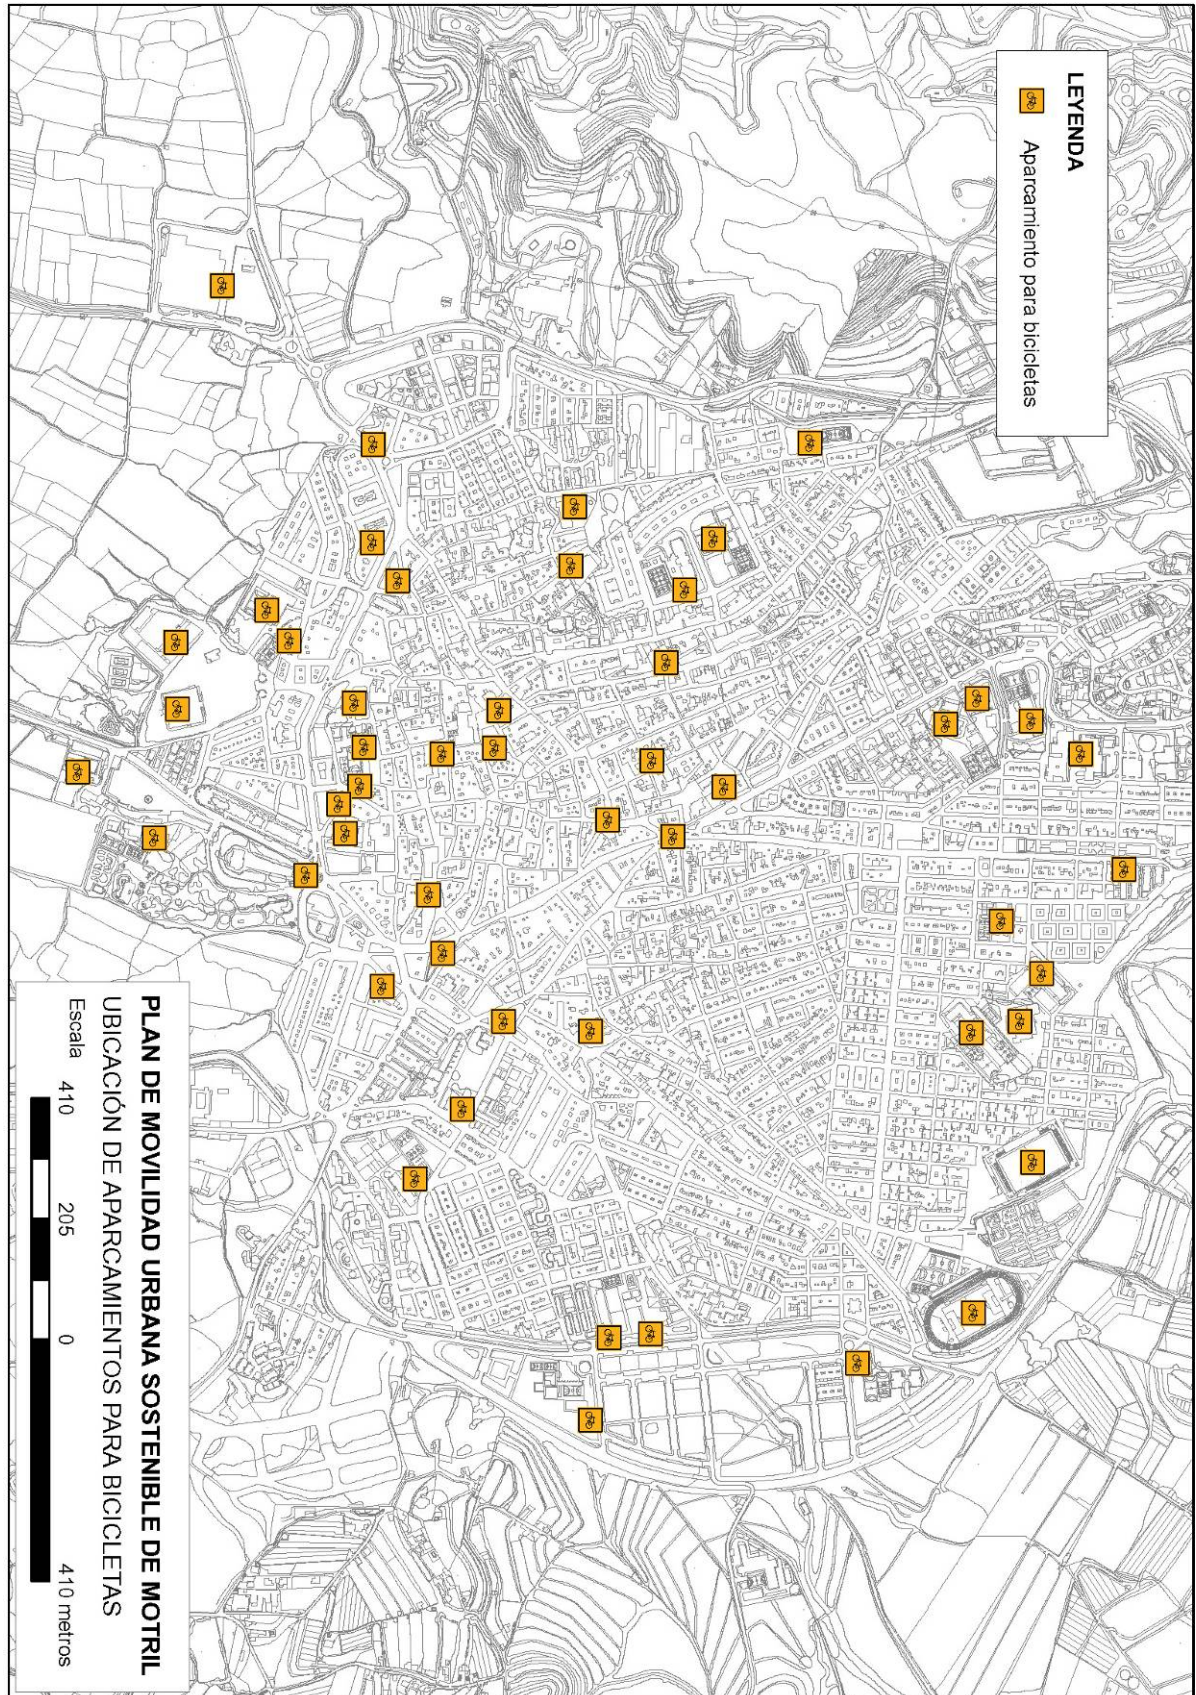 LEYENDA
Aparcamiento para bicicletas
PLAN DE MOVILIDAD URBANA SOSTENIBLE DE MOTRIL
UBICACIÓN DE APARCAMIENTOS PARA BICICLETAS
Escala 410 205 0 410 metros